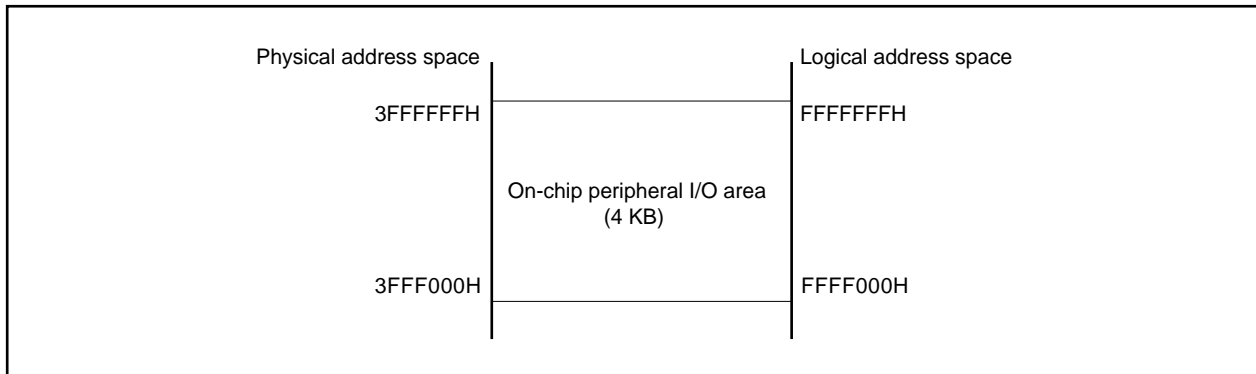 Physical address space
Logical address space
3FFFFFFH
FFFFFFFH
On-chip peripheral I/O area
(4 KB)
3FFF000H
FFFF000H